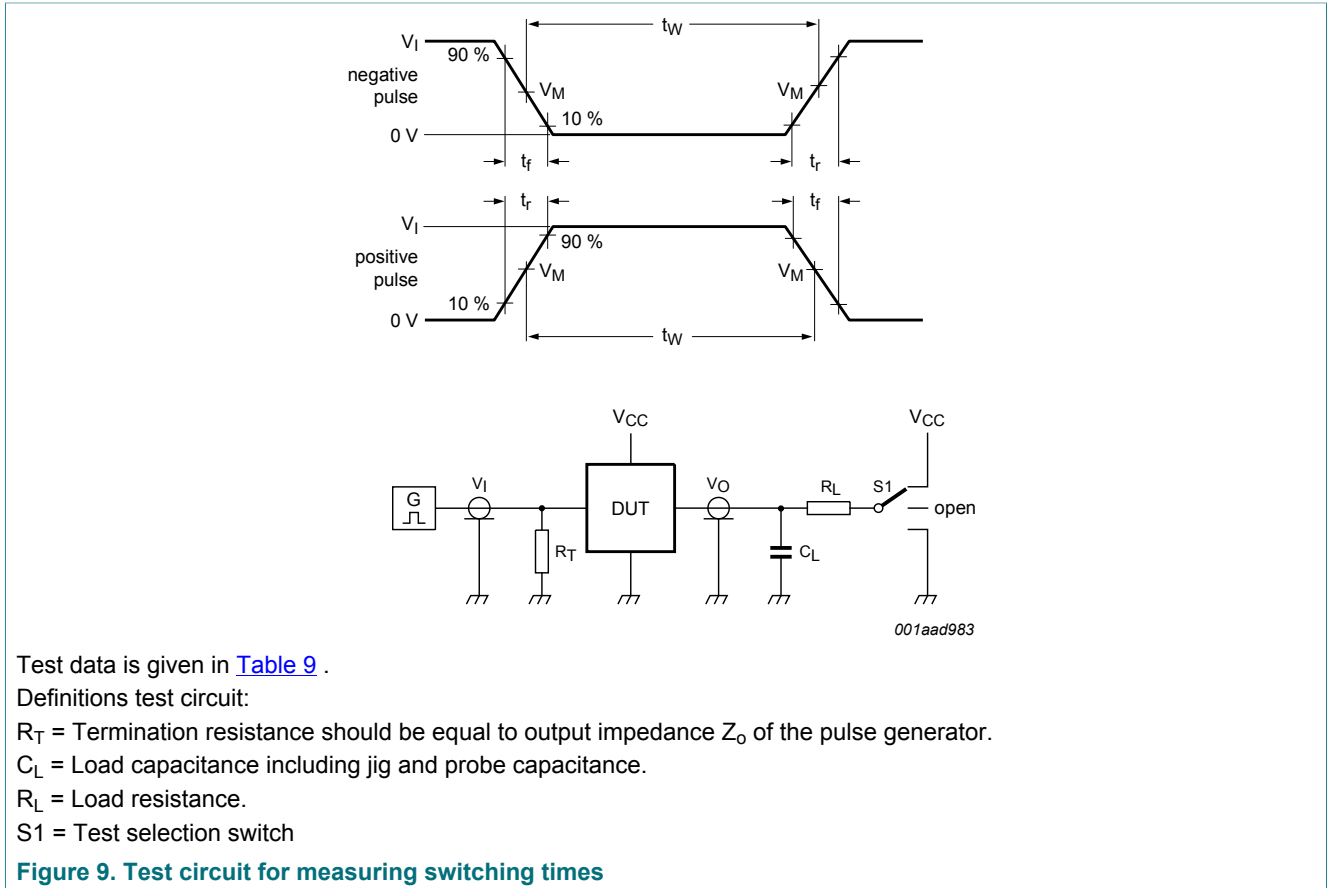 tW
VI
90 %
negative
pulse
VM
VM
10 %
0 V
tf
tr
tr
tf
VI
90 %
positive
pulse
VM
VM
10 %
0 V
tW
VCC
VCC
G
VI
DUT
VO
RL
S1
open
RT
CL
001aad983
Test data is given in Table 9 .
Definitions test circuit:
RT = Termination resistance should be equal to output impedance Zo of the pulse generator.
CL = Load capacitance including jig and probe capacitance.
RL = Load resistance.
S1 = Test selection switch
Figure 9. Test circuit for measuring switching times